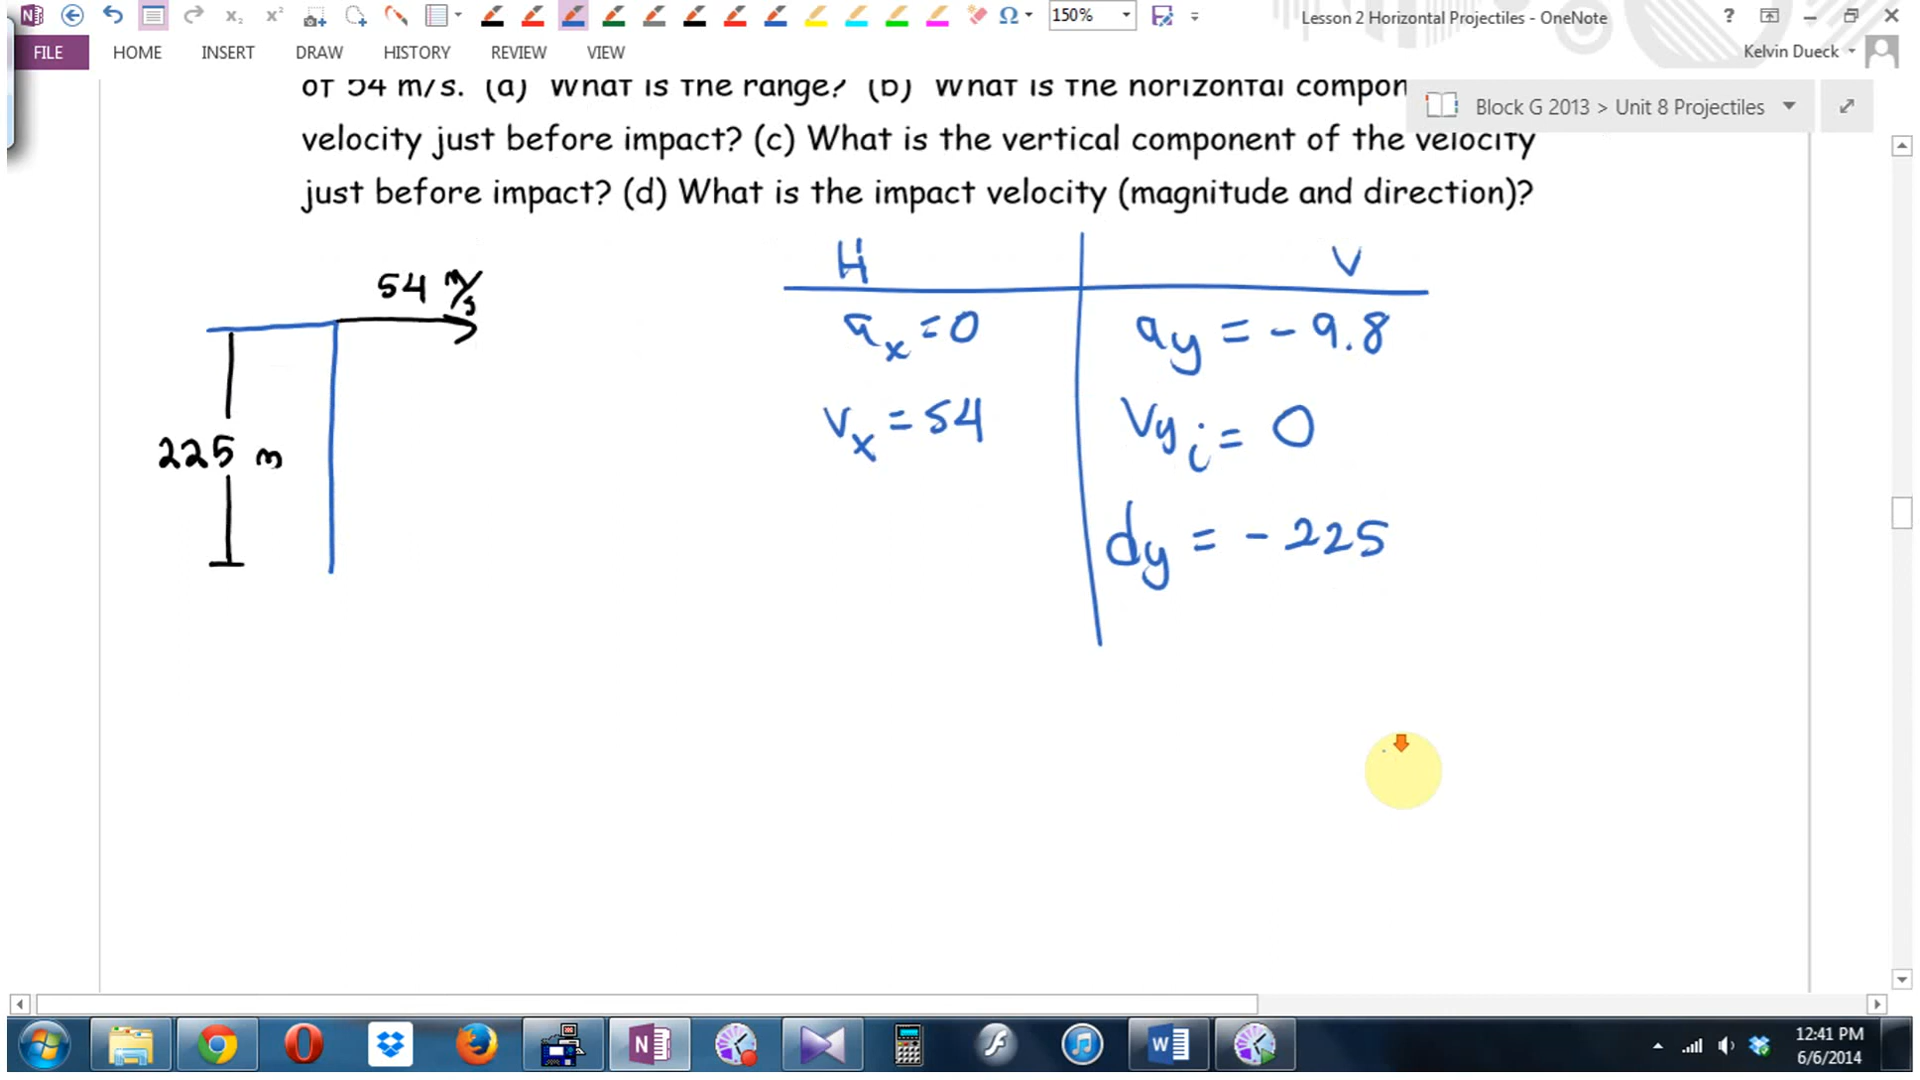 150%
Lesson 2 Horizontal Projectiles - OneNote
?
FILE HOME INSERT DRAW HISTORY REVIEW VIEW
Kelvin Dueck
Block G 2013 > Unit 8 Projectiles
of 54 m/s. (a) What is the range? (b) What is the horizontal compon
velocity just before impact? (c) What is the vertical component of the velocity
just before impact? (d) What is the impact velocity (magnitude and direction)?
H V
54 m/s
ax = 0 ay = - 9.8
vx = 54 Vyi = 0
225 m
dy = - 225
12:41 PM
6/6/2014